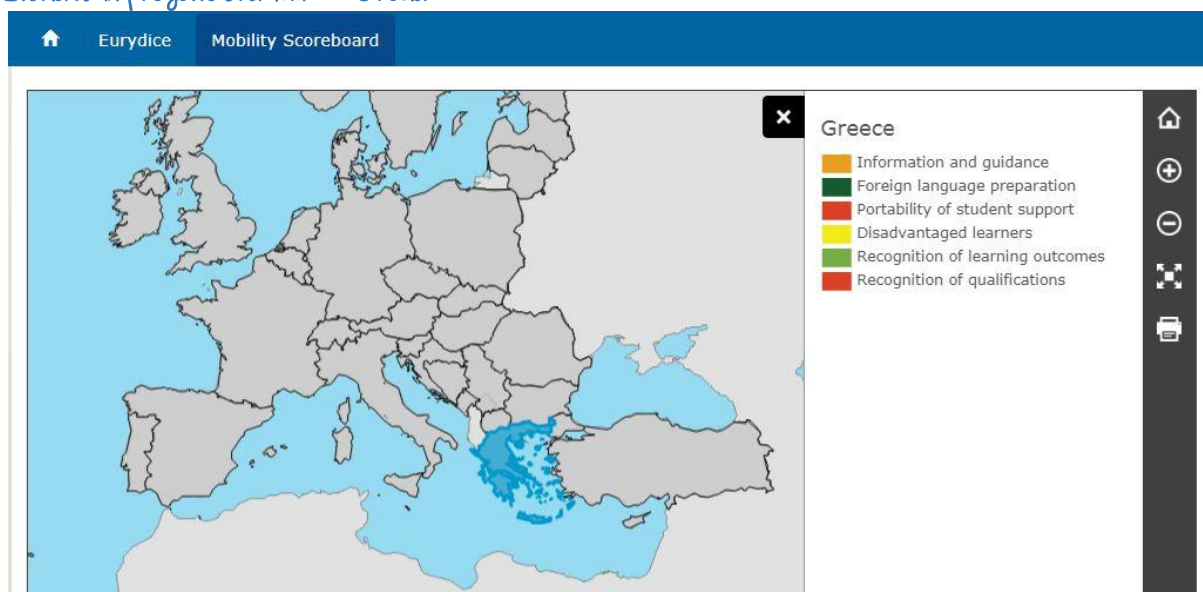 Eurydice Mobility Scoreboard
Greece
Information and guidance
Foreign language preparation
Portability of student support
Disadvantaged learners
Recognition of learning outcomes
Recognition of qualifications